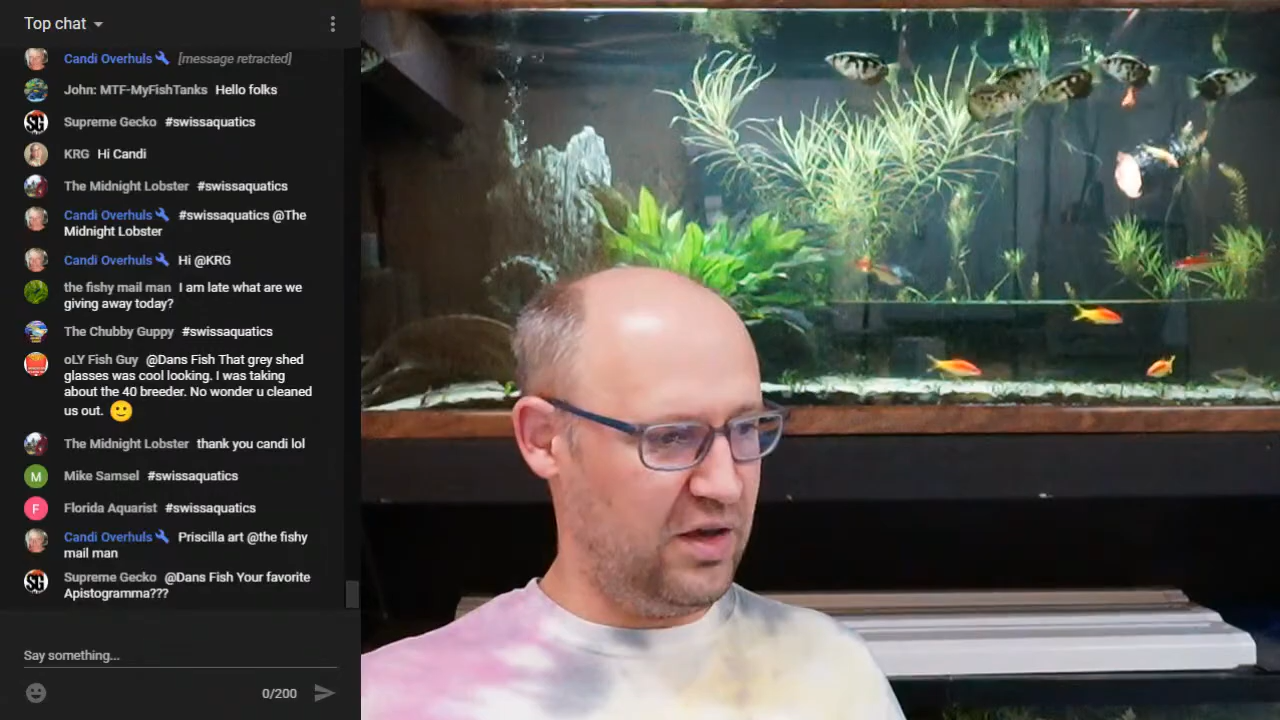 Top chat
Candi Overhuls [message retracted]
John: MTF-MyFishTanks Hello folks
Supreme Gecko #swissaquatics
KRG Hi Candi
The Midnight Lobster #swissaquatics
Candi Overhuls #swissaquatics @The
Midnight Lobster
Candi Overhuls Hi @KRG
the fishy mail man I am late what are we
giving away today?
The Chubby Guppy #swissaquatics
oLY Fish Guy @Dans Fish That grey shed
glasses was cool looking. I was taking
about the 40 breeder. No wonder u cleaned
us out.
The Midnight Lobster thank you candi lol
M Mike Samsel #swissaquatics
F Florida Aquarist #swissaquatics
Candi Overhuls Priscilla art @the fishy
mail man
SG Supreme Gecko @Dans Fish Your favorite
Apistogramma???
Say something...
0/200